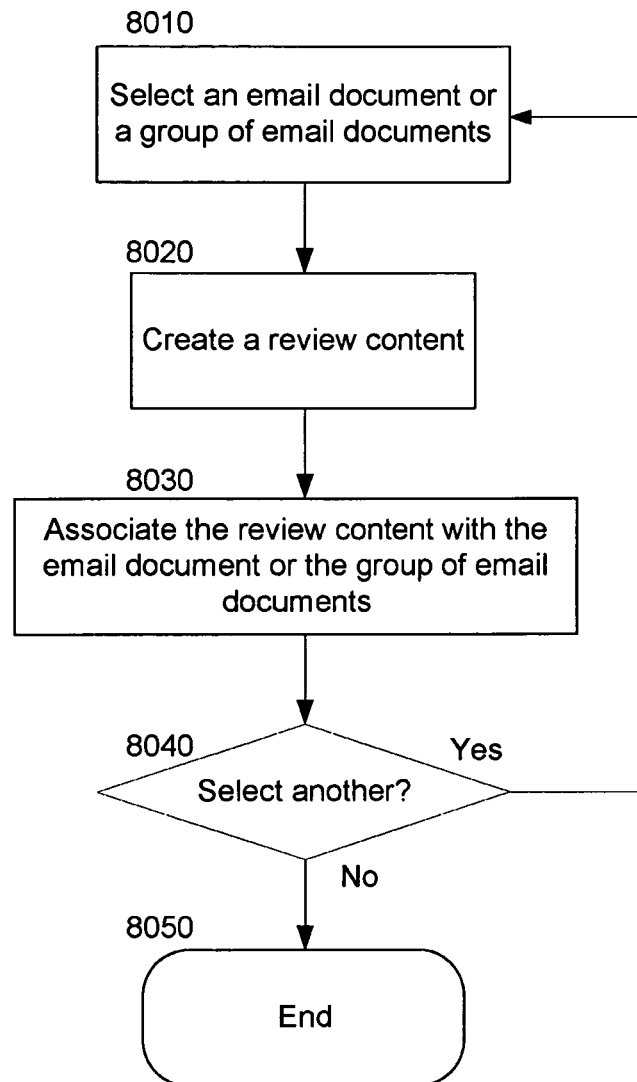 8010
Select an email document or
a group of email documents
8020
Create a review content
8030
Associate the review content with the
email document or the group of email
documents
8040
Yes
Select another?
No
8050
End